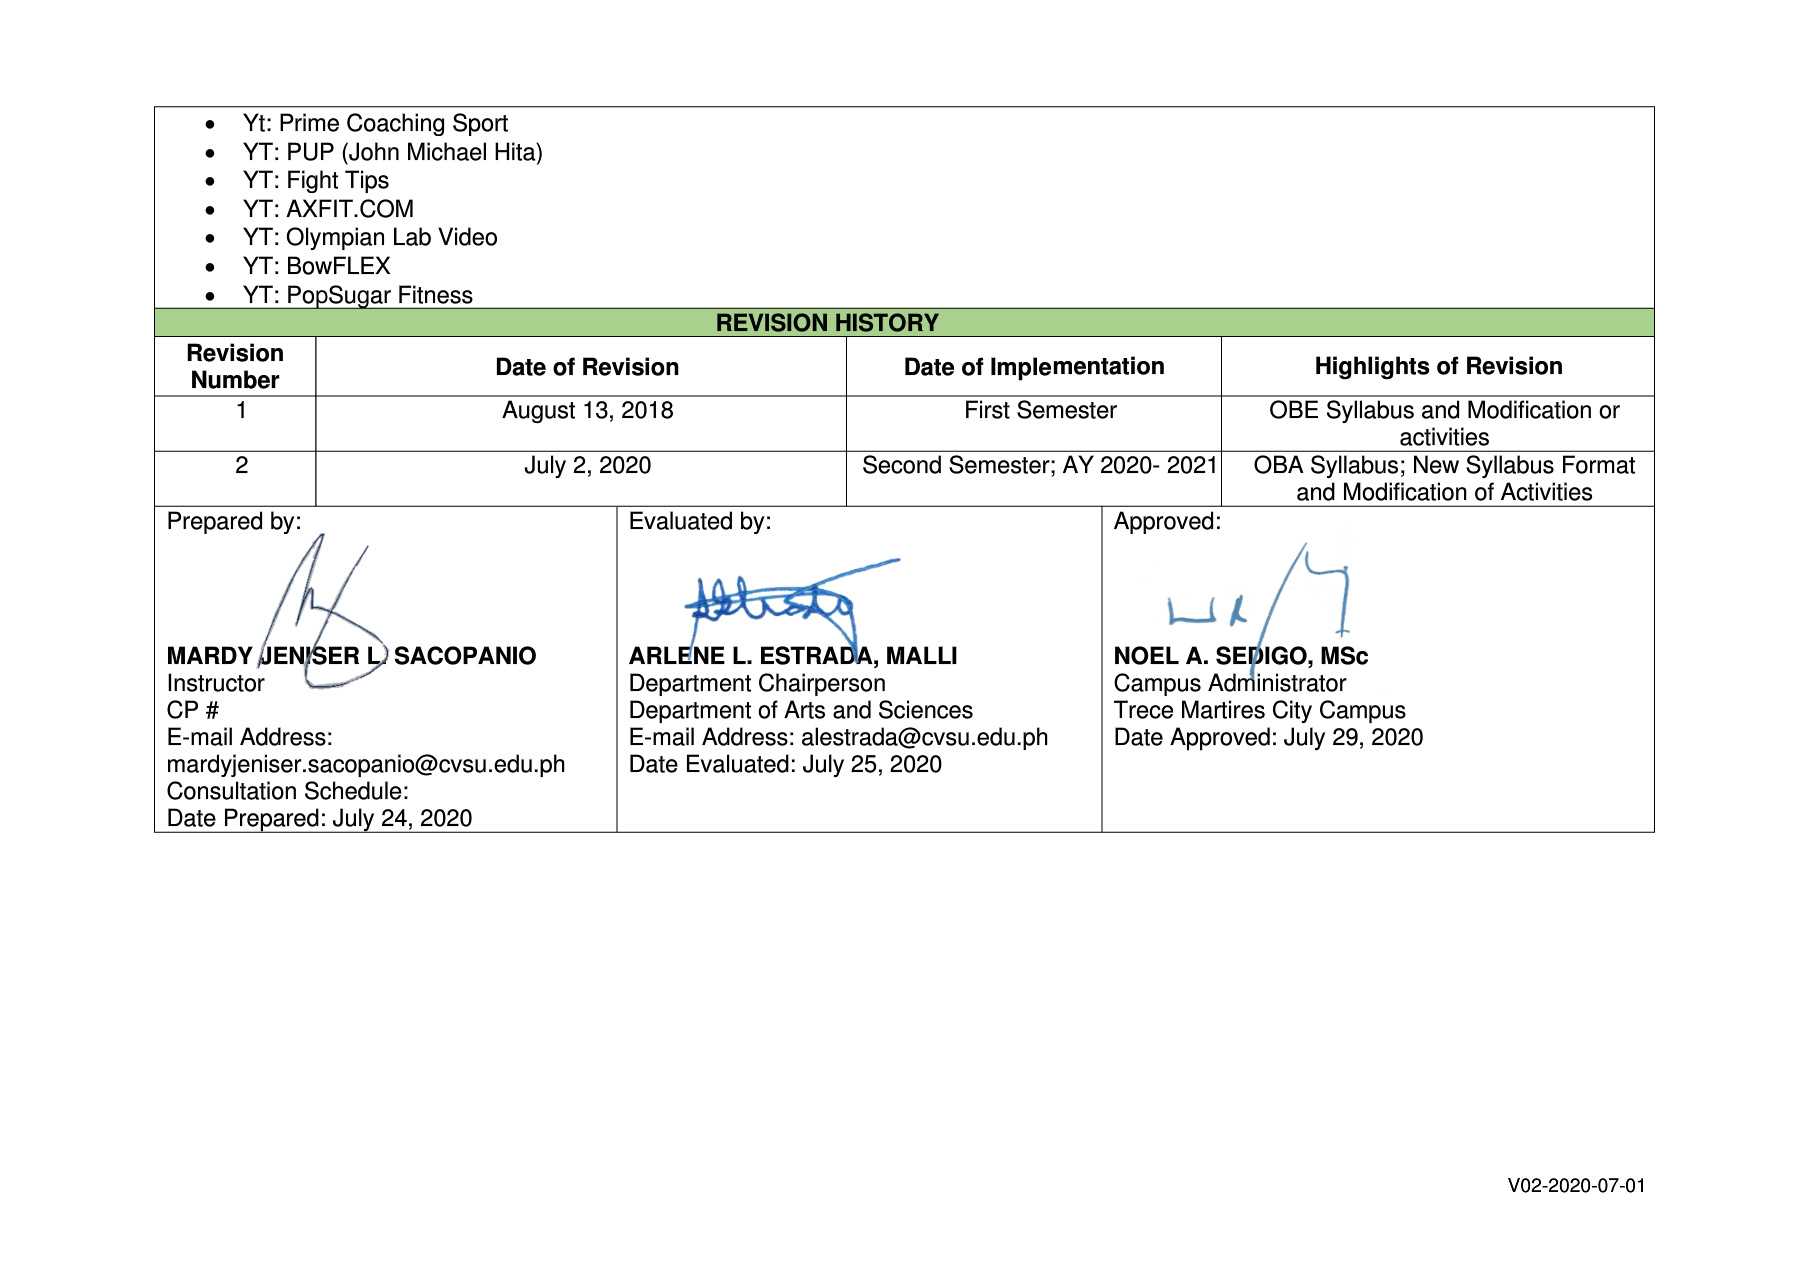 • Yt: Prime Coaching Sport
• YT: PUP (John Michael Hita)
• YT: Fight Tips
• YT: AXFIT.COM
• YT: Olympian Lab Video
• YT: BowFLEX
• YT: PopSugar Fitness
REVISION HISTORY
Revision Number Date of Revision Date of Implementation Highlights of Revision
1 August 13, 2018 First Semester OBE Syllabus and Modification or activities
2 July 2, 2020 Second Semester; AY 2020- 2021 OBA Syllabus; New Syllabus Format and Modification of Activities
Prepared by:
MARDY JENISER L. SACOPANIO
Instructor
CP #
E-mail Address:
mardyjeniser.sacopanio@cvsu.edu.ph
Consultation Schedule:
Date Prepared: July 24, 2020
Evaluated by:
ARLENE L. ESTRADA, MALLI
Department Chairperson
Department of Arts and Sciences
E-mail Address: alestrada@cvsu.edu.ph
Date Evaluated: July 25, 2020
Approved:
NOEL A. SEDIGO, MSc
Campus Administrator
Trece Martires City Campus
Date Approved: July 29, 2020
V02-2020-07-01